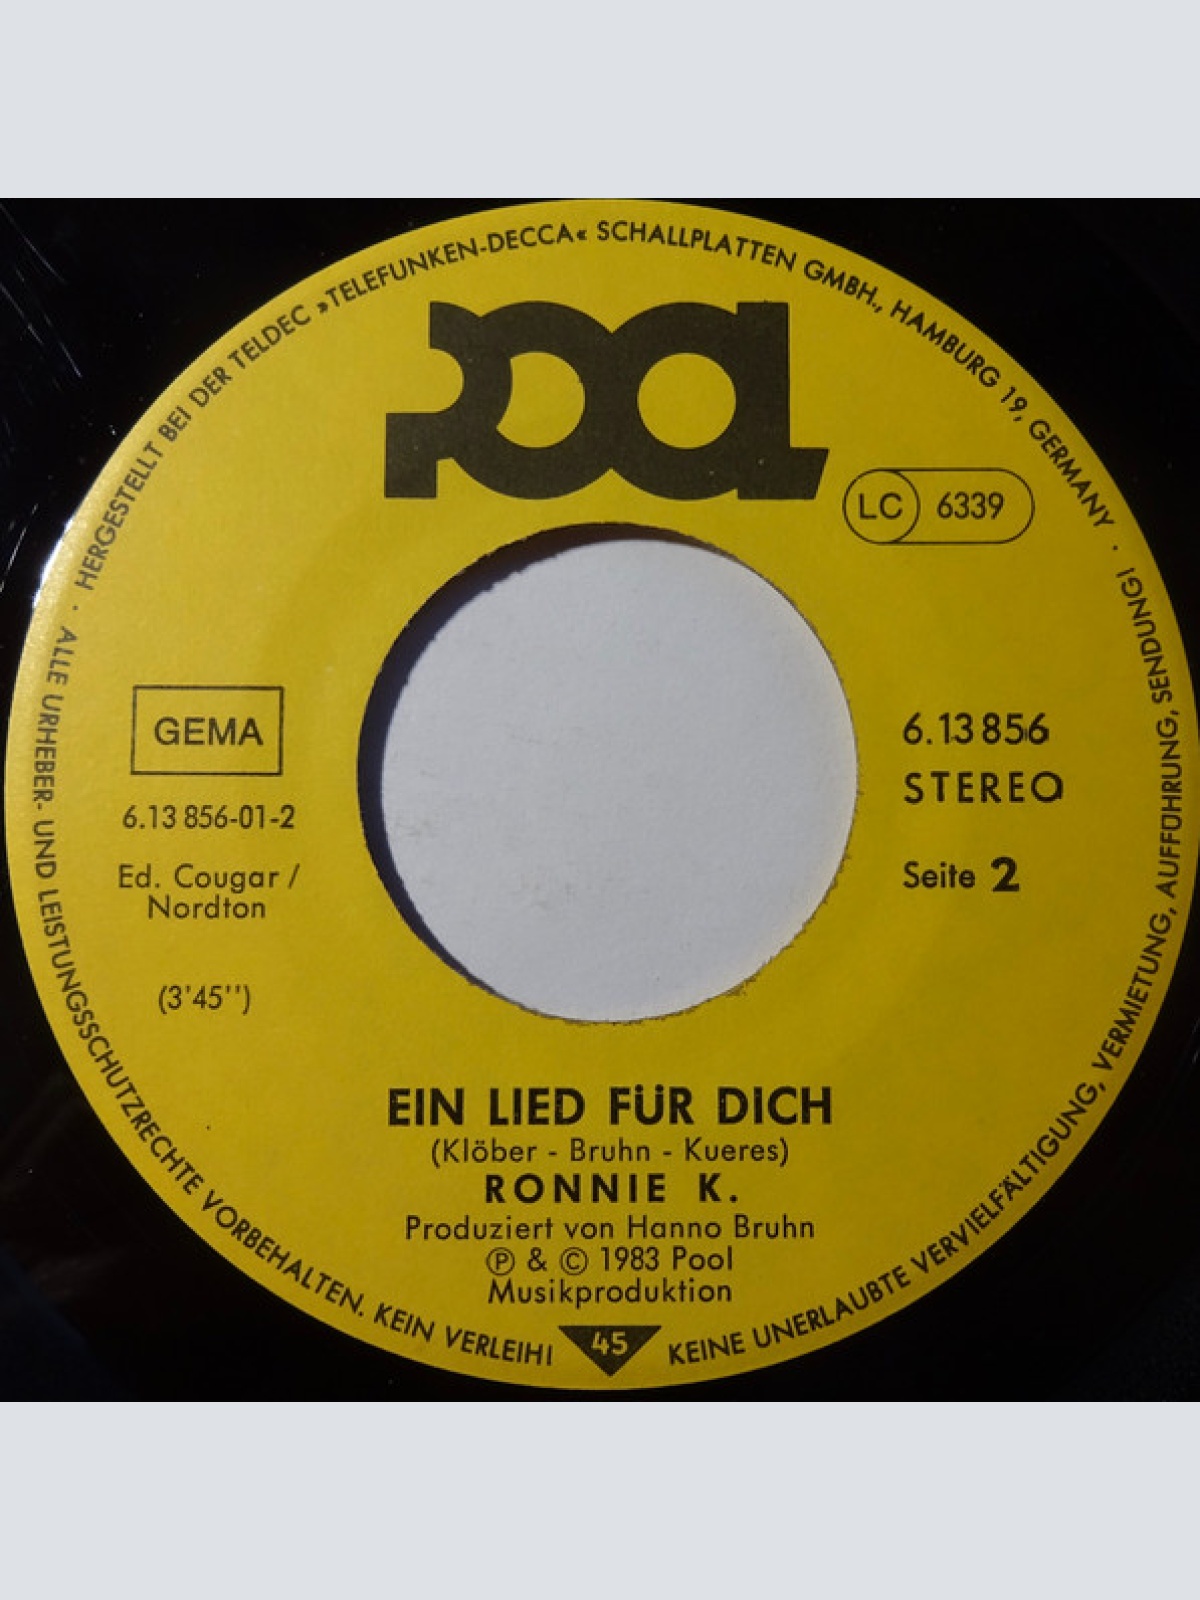 HERGESTELLT BEI DER TELDEC »TELEFUNKEN-DECCA« SCHALLPLATTEN GMBH., HAMBURG 19, GERMANY ·
POOL
LC 6339
GEMA
6.13 856-01-2
Ed. Cougar /
Nordton
(3'45'')
6.13 856
STEREO
Seite 2
EIN LIED FÜR DICH
(Klöber - Bruhn - Kueres)
RONNIE K.
Produziert von Hanno Bruhn
Ⓟ & © 1983 Pool
Musikproduktion
45
· ALLE URHEBER- UND LEISTUNGSSCHUTZRECHTE VORBEHALTEN. KEIN VERLEIH!
KEINE UNERLAUBTE VERVIELFÄLTIGUNG, VERMIETUNG, AUFFÜHRUNG, SENDUNG!